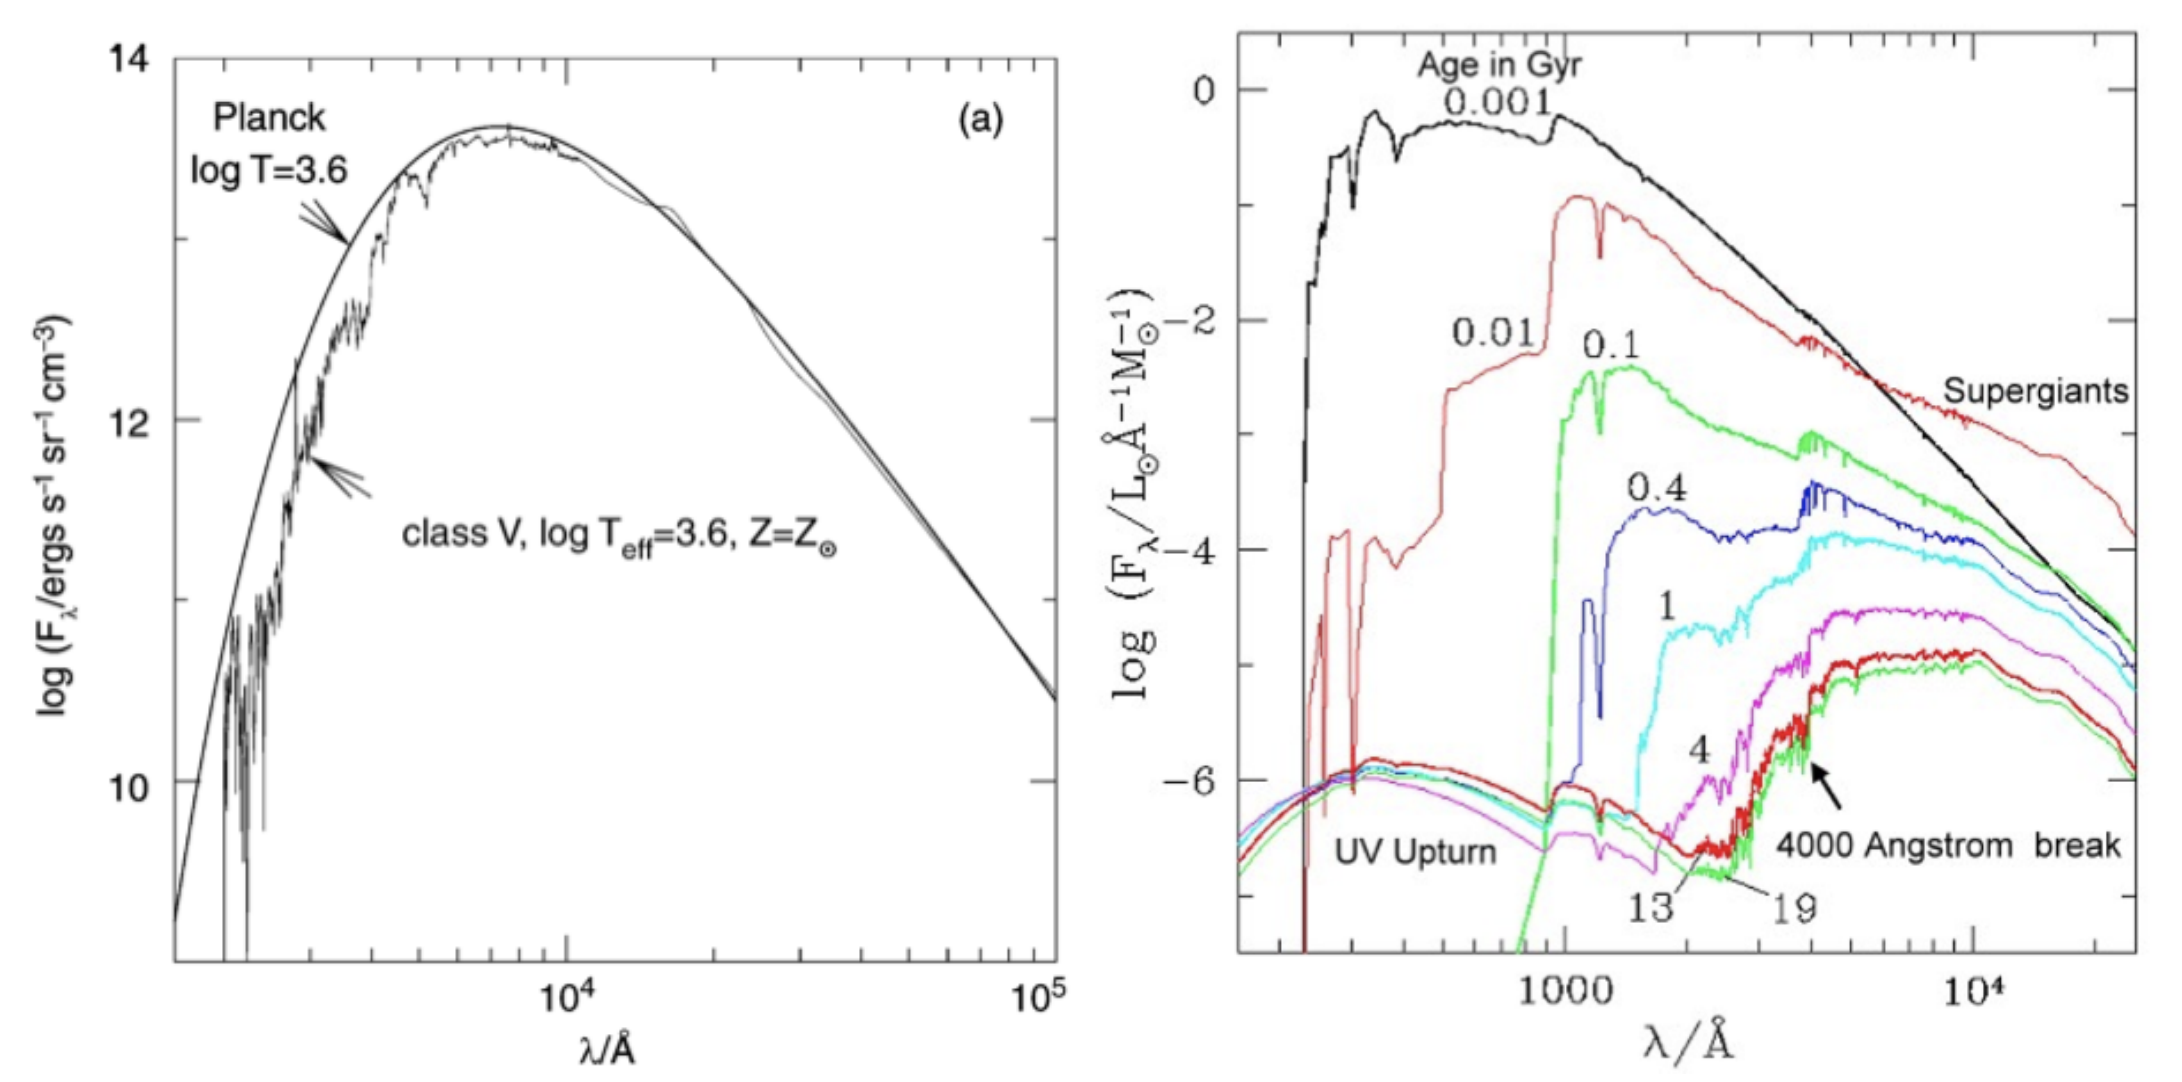 14
12
10
log (Fλ/ergs s⁻¹ sr⁻¹ cm⁻³)
Planck
log T=3.6
(a)
class V, log Teff=3.6, Z=Z⊙
10⁴
10⁵
λ/Å
0
−2
−4
−6
log (Fλ/L⊙Å⁻¹M⊙⁻¹)
Age in Gyr
0.001
0.01
0.1
Supergiants
0.4
1
4
UV Upturn
4000 Angstrom break
13
19
1000
10⁴
λ/Å